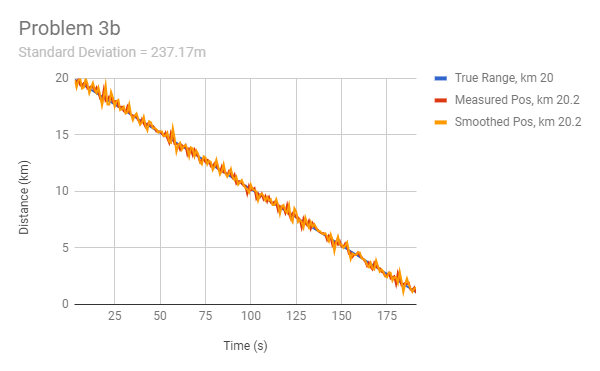 Problem 3b
Standard Deviation = 237.17m
20
15
10
5
0
25 50 75 100 125 150 175
Distance (km)
Time (s)
True Range, km 20
Measured Pos, km 20.2
Smoothed Pos, km 20.2